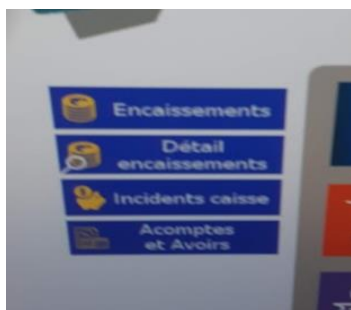 Encaissements
Détail
encaissements
Incidents caisse
Acomptes
et Avoirs